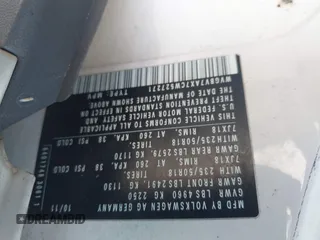 MFD BY VOLKSWAGEN AG
GERMANY 10/11
GVWR LBS 4960 KG 2250
GAWR FRONT LBS 2491, KG 1130
WITH 235/50R18 TIRES,
7JX18 RIMS, AT 260 KPA, 38 PSI COLD
GAWR REAR LBS 2579, KG 1170
WITH 235/50R18 TIRES,
7JX18 RIMS, AT 260 KPA, 38 PSI COLD
THIS VEHICLE CONFORMS TO ALL APPLICABLE
U.S. FEDERAL MOTOR VEHICLE SAFETY AND
THEFT PREVENTION STANDARDS IN EFFECT ON
THE DATE OF MANUFACTURE SHOWN ABOVE.
TYPE: MPV